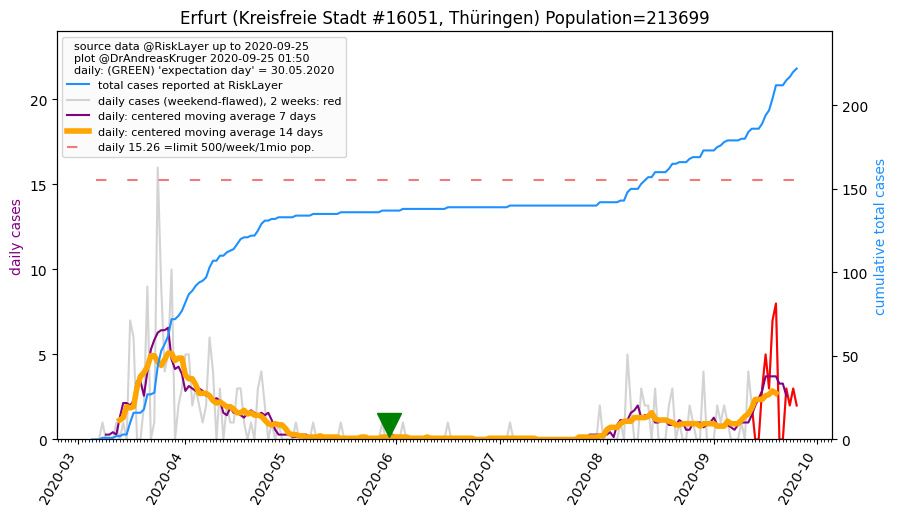 Erfurt (Kreisfreie Stadt #16051, Thüringen) Population=213699
source data @RiskLayer up to 2020-09-25
plot @DrAndreasKruger 2020-09-25 01:50
daily: (GREEN) 'expectation day' = 30.05.2020
total cases reported at RiskLayer
daily cases (weekend-flawed), 2 weeks: red
daily: centered moving average 7 days
daily: centered moving average 14 days
daily 15.26 =limit 500/week/1mio pop.
daily cases
20
15
10
5
0
cumulative total cases
200
150
100
50
0
2020-03
2020-04
2020-05
2020-06
2020-07
2020-08
2020-09
2020-10